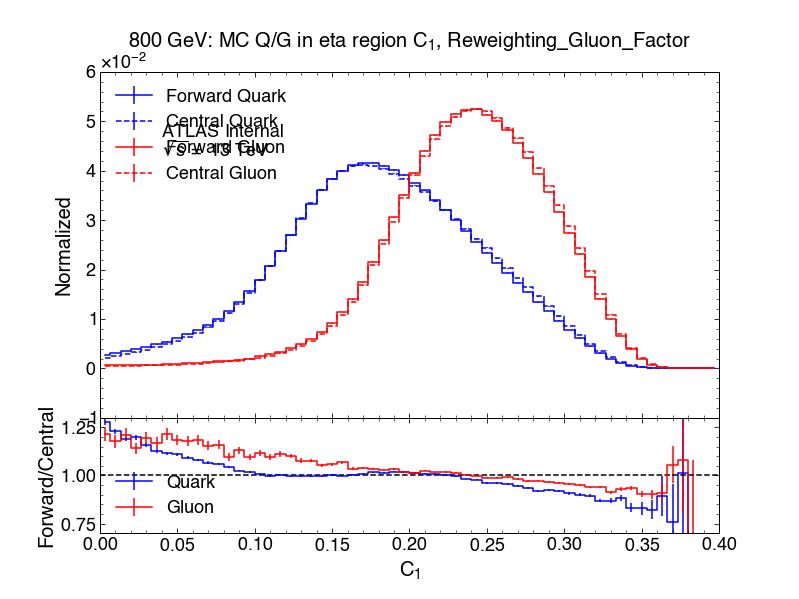 800 GeV: MC Q/G in eta region C₁, Reweighting_Gluon_Factor
×10⁻²
6
5
4
3
2
1
0
−1
Normalized
Forward Quark
Central Quark
ATLAS Internal
Forward Gluon
√s = 13 TeV
Central Gluon
1.25
1.00
0.75
Forward/Central
Quark
Gluon
0.00 0.05 0.10 0.15 0.20 0.25 0.30 0.35 0.40
C₁